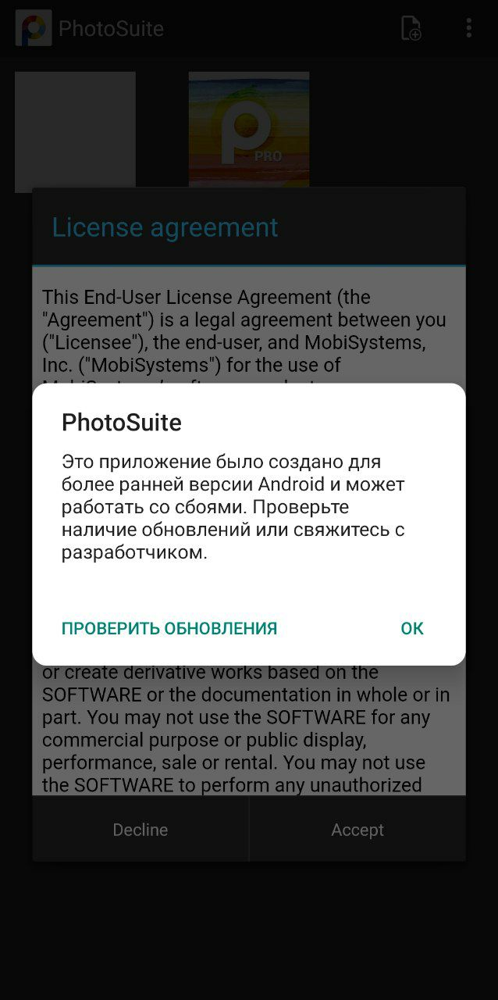 PhotoSuite
PRO
License agreement
This End-User License Agreement (the
"Agreement") is a legal agreement between you
("Licensee"), the end-user, and MobiSystems,
Inc. ("MobiSystems") for the use of
PhotoSuite
Это приложение было создано для
более ранней версии Android и может
работать со сбоями. Проверьте
наличие обновлений или свяжитесь с
разработчиком.
ПРОВЕРИТЬ ОБНОВЛЕНИЯ
ОК
or create derivative works based on the
SOFTWARE or the documentation in whole or in
part. You may not use the SOFTWARE for any
commercial purpose or public display,
performance, sale or rental. You may not use
the SOFTWARE to perform any unauthorized
Decline
Accept